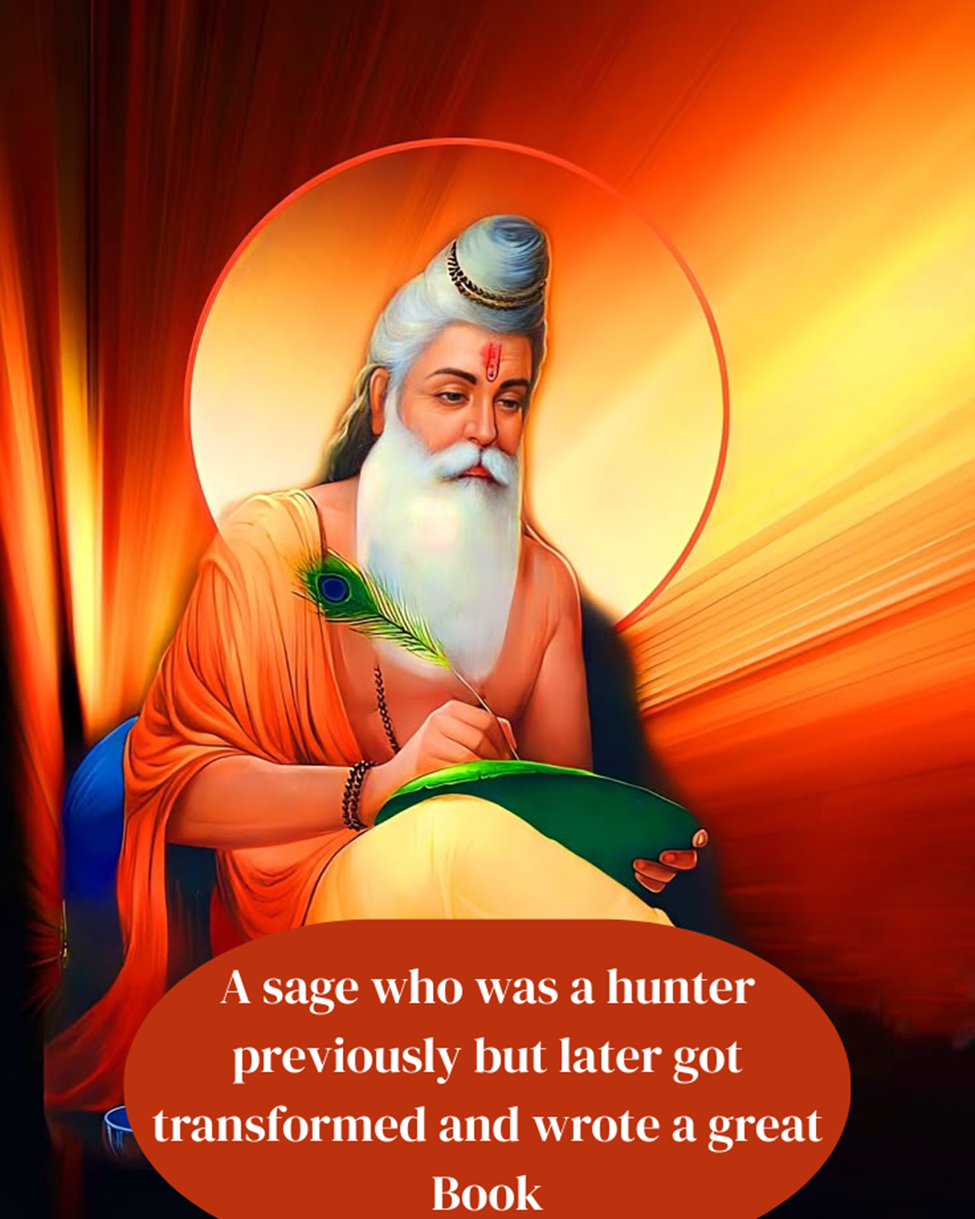 A sage who was a hunter
previously but later got
transformed and wrote a great
Book